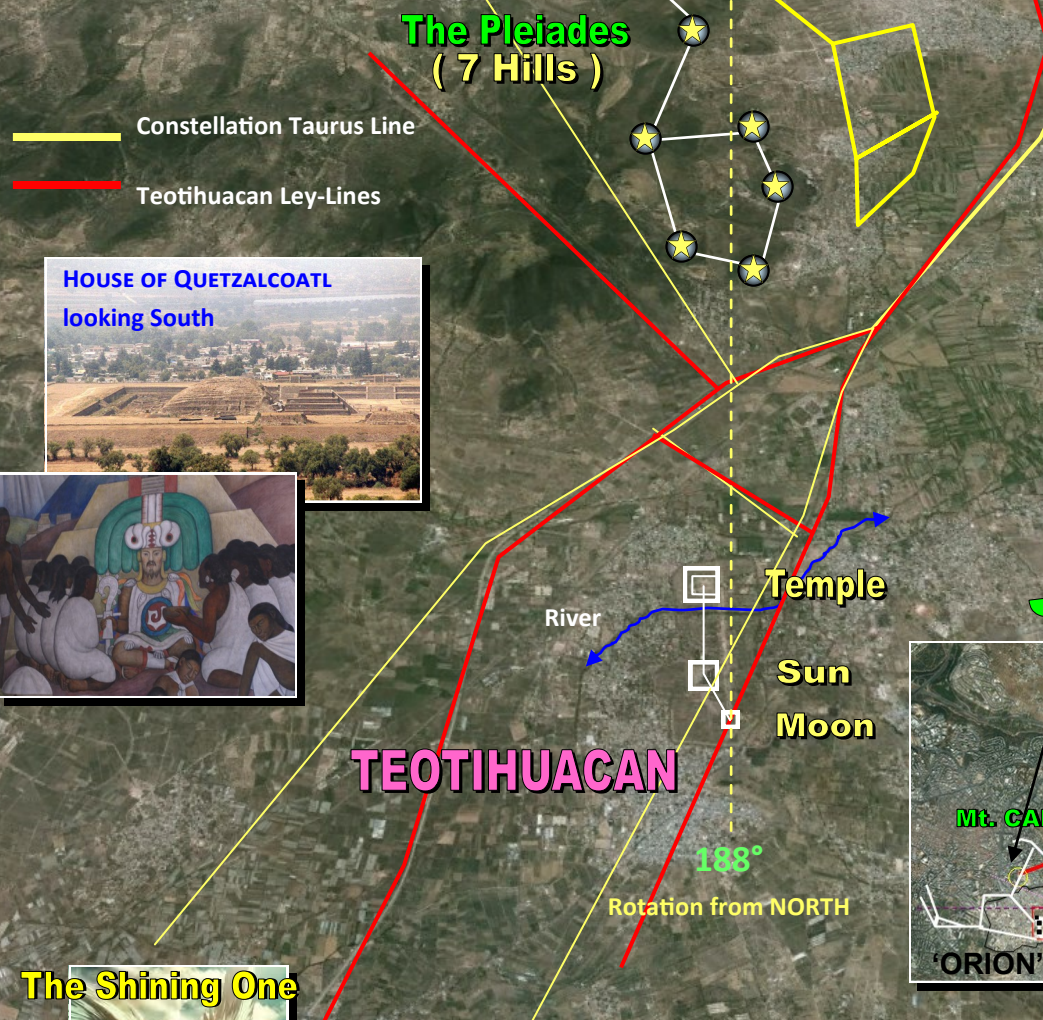 The Pleiades
( 7 Hills )
Constellation Taurus Line
Teotihuacan Ley-Lines
HOUSE OF QUETZALCOATL
looking South
River
Temple
Sun
Moon
TEOTIHUACAN
188°
Rotation from NORTH
Mt.
'ORION'
The Shining One